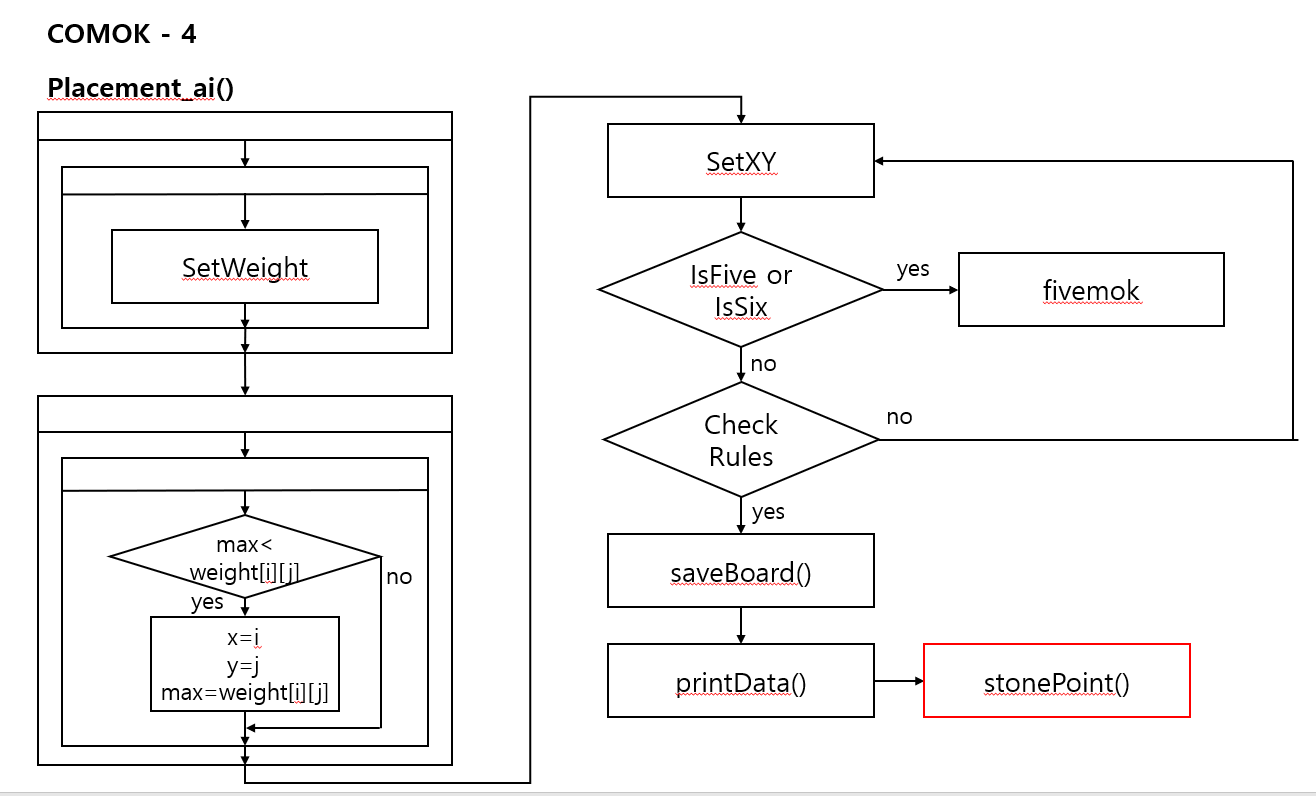 COMOK - 4
Placement_ai()
SetWeight
max<
weight[i][j]
no
yes
x=i
y=j
max=weight[i][j]
SetXY
IsFive or
IsSix
yes
fivemok
no
Check
Rules
no
yes
saveBoard()
printData()
stonePoint()